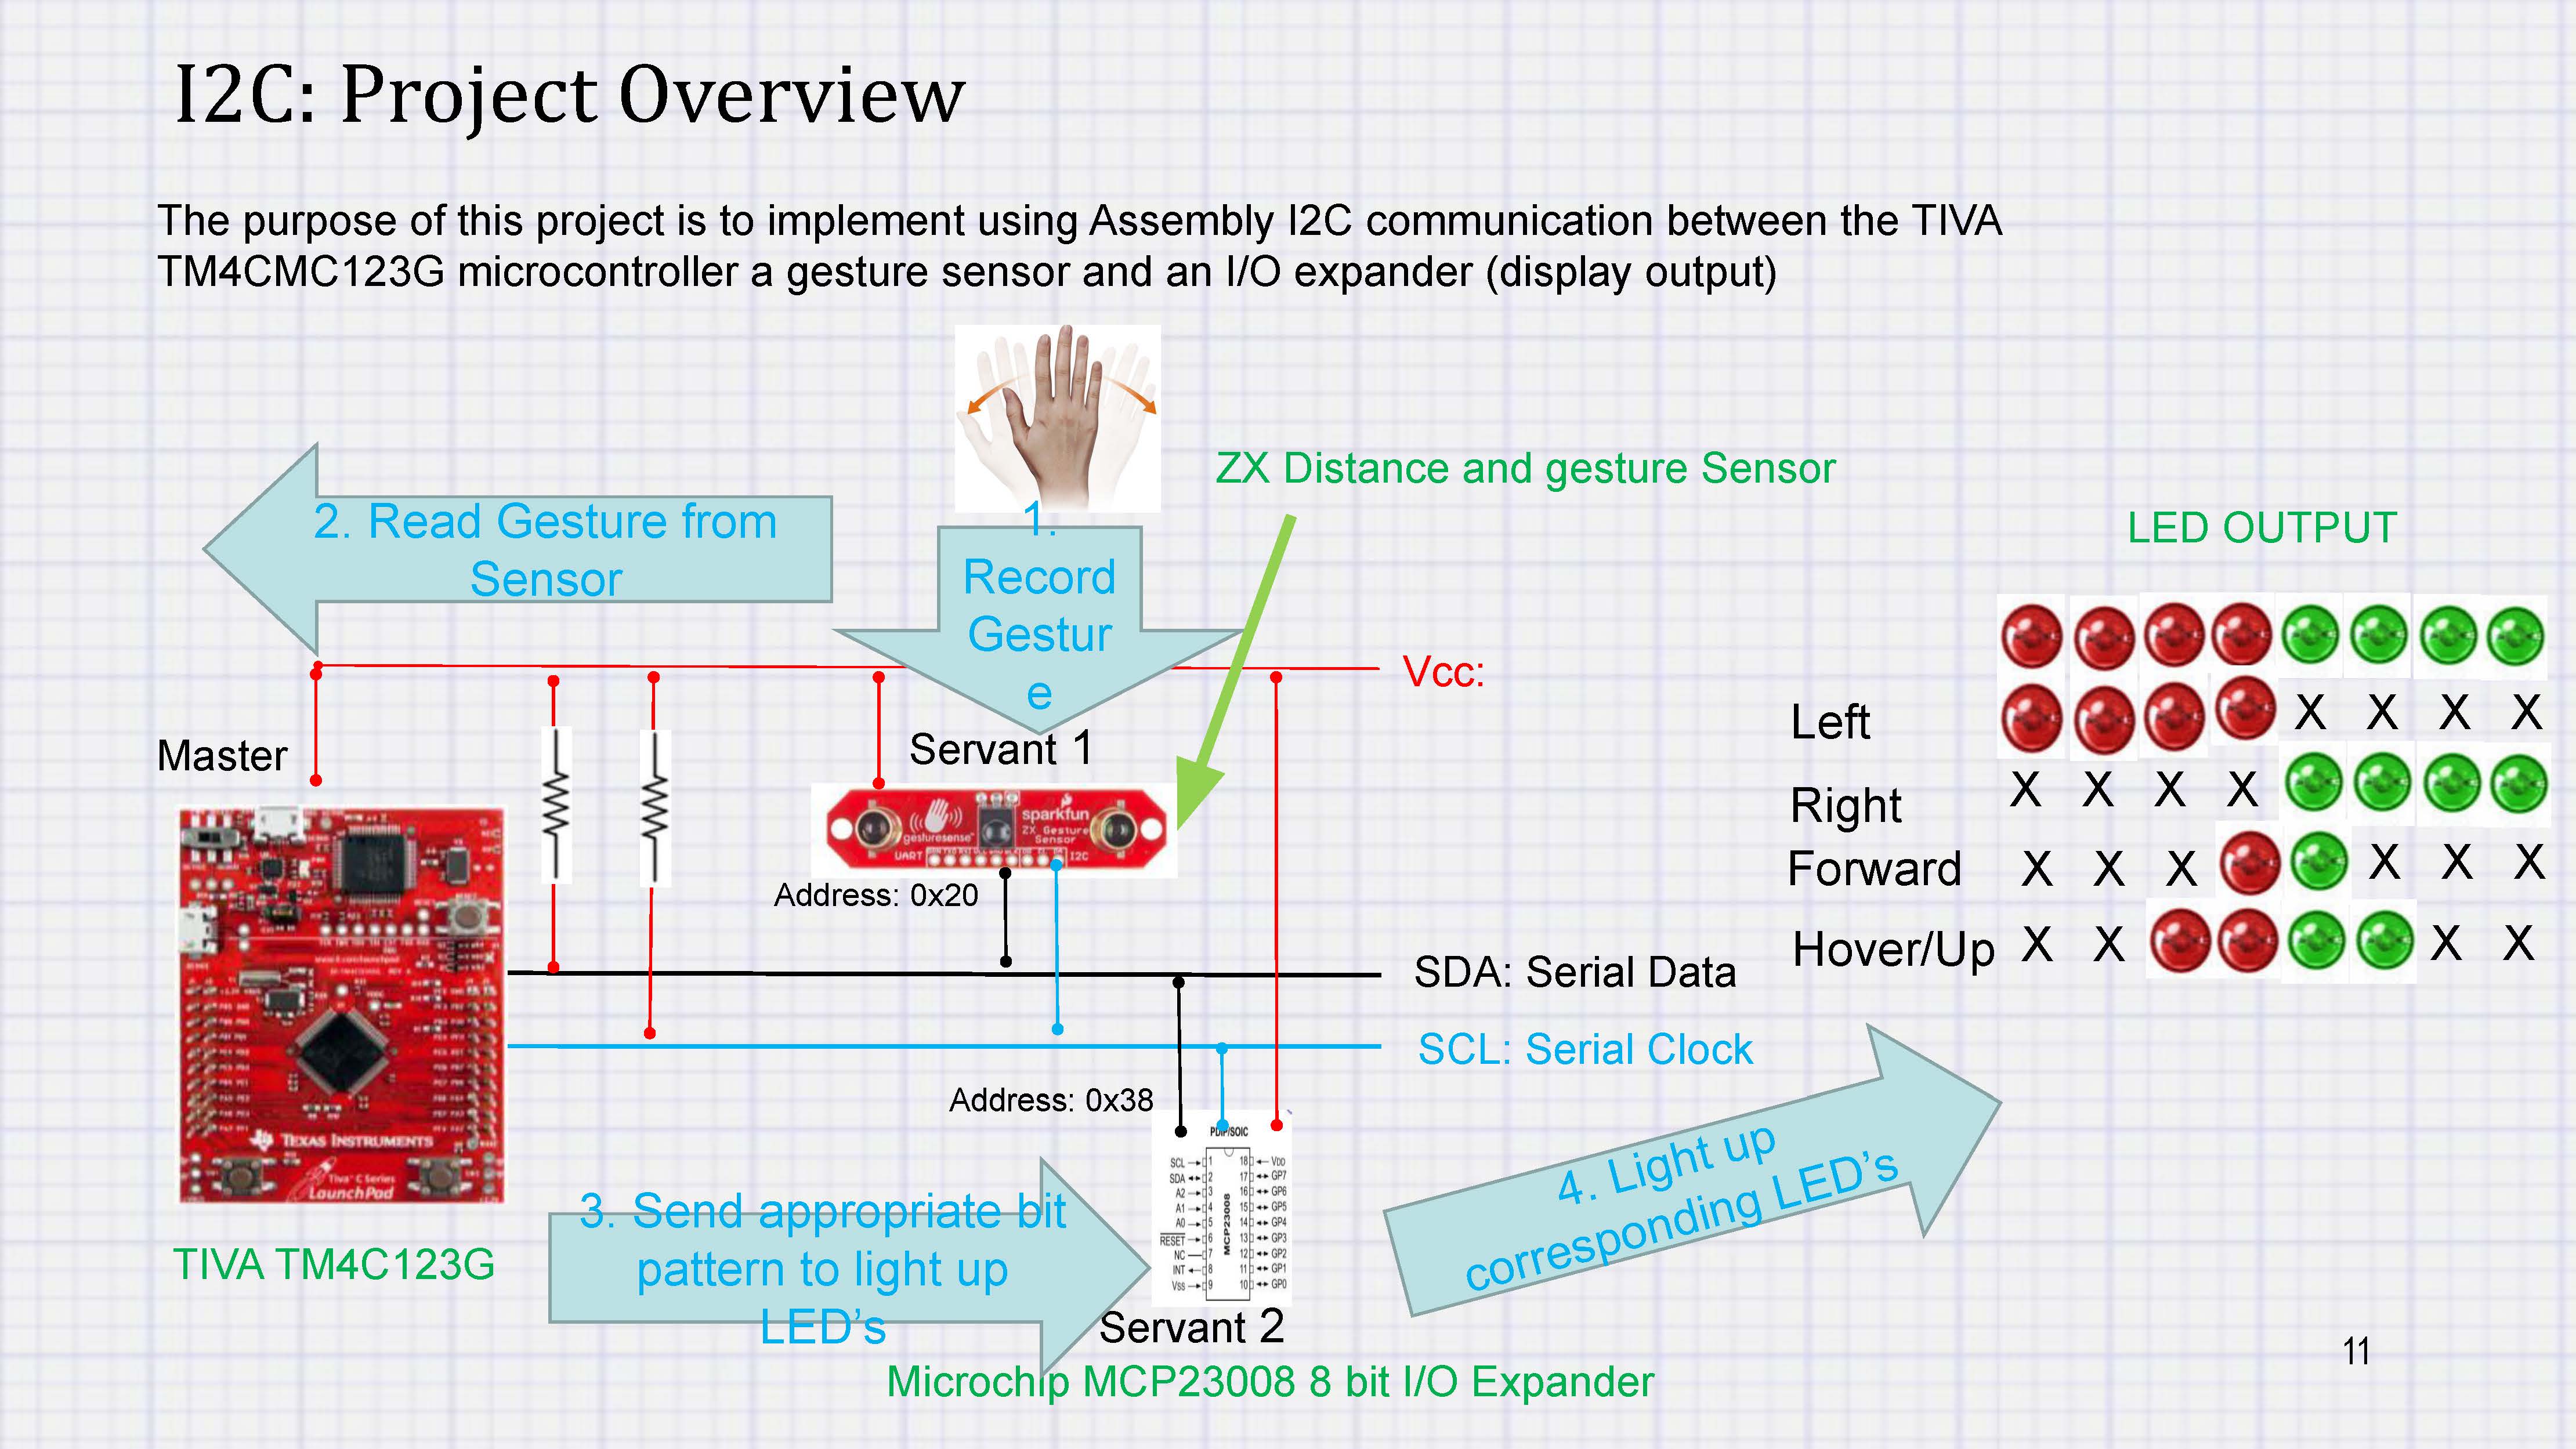 I2C: Project Overview
The purpose of this project is to implement using Assembly I2C communication between the TIVA
TM4CMC123G microcontroller a gesture sensor and an I/O expander (display output)
ZX Distance and gesture Sensor
2. Read Gesture from
Sensor
1.
Record
Gestur
e
LED OUTPUT
Vcc:
Master
Servant 1
gesturesense
sparkfun
ZX Gesture
Sensor
UART
I2C
Address: 0x20
Left X X X X
Right X X X X
Forward X X X X X X
Hover/Up X X X X
SDA: Serial Data
SCL: Serial Clock
Address: 0x38
TEXAS INSTRUMENTS
Tiva C Series
LaunchPad
TIVA TM4C123G
3. Send appropriate bit
pattern to light up
LED's
PDIP/SOIC
SCL 1 18 VDD
SDA 2 17 GP7
A2 3 16 GP6
A1 4 15 GP5
A0 5 14 GP4
RESET 6 13 GP3
NC 7 12 GP2
INT 8 11 GP1
VSS 9 10 GP0
MCP23008
Servant 2
Microchip MCP23008 8 bit I/O Expander
4. Light up
corresponding LED's
11